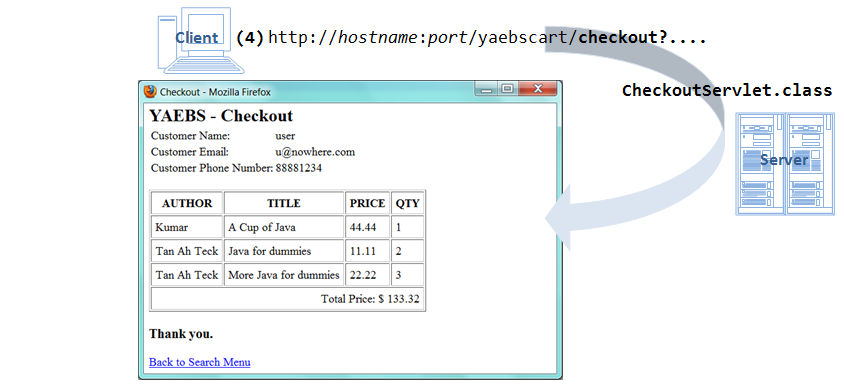 Client (4) http://hostname:port/yaebscart/checkout?....
CheckoutServlet.class
Server
Checkout - Mozilla Firefox
YAEBS - Checkout
Customer Name: user
Customer Email: u@nowhere.com
Customer Phone Number: 88881234
AUTHOR TITLE PRICE QTY
Kumar A Cup of Java 44.44 1
Tan Ah Teck Java for dummies 11.11 2
Tan Ah Teck More Java for dummies 22.22 3
Total Price: $ 133.32
Thank you.
Back to Search Menu